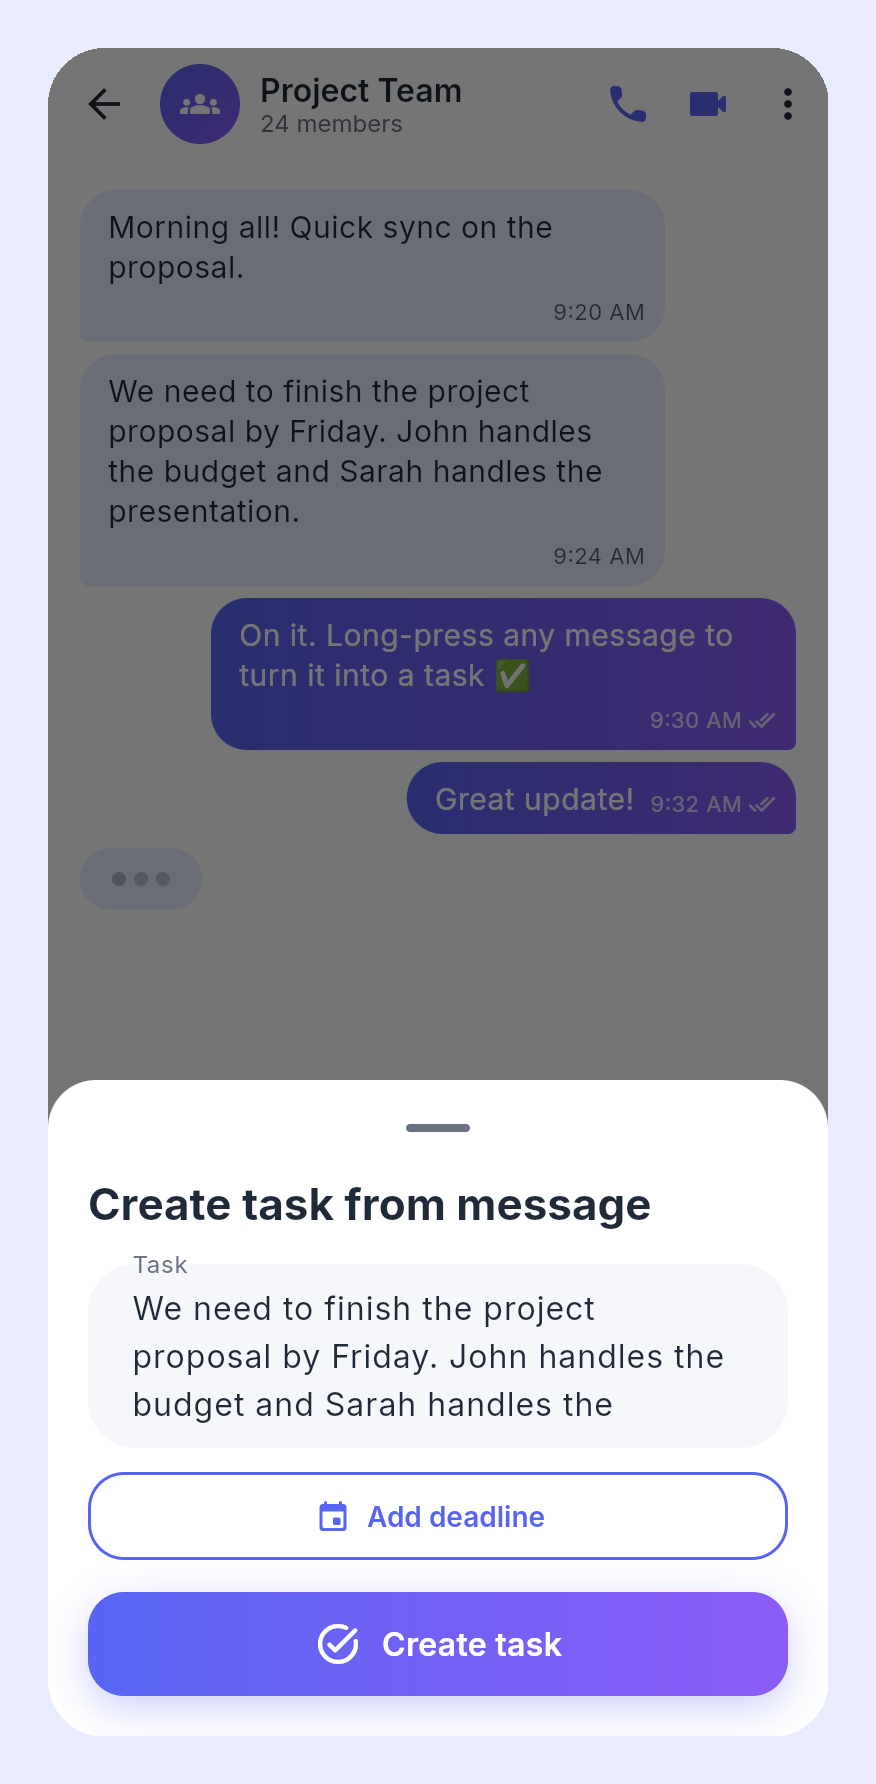 Project Team
24 members
Morning all! Quick sync on the
proposal.
9:20 AM
We need to finish the project
proposal by Friday. John handles
the budget and Sarah handles the
presentation.
9:24 AM
On it. Long-press any message to
turn it into a task ✅
9:30 AM
Great update! 9:32 AM
Create task from message
Task
We need to finish the project
proposal by Friday. John handles the
budget and Sarah handles the
Add deadline
Create task